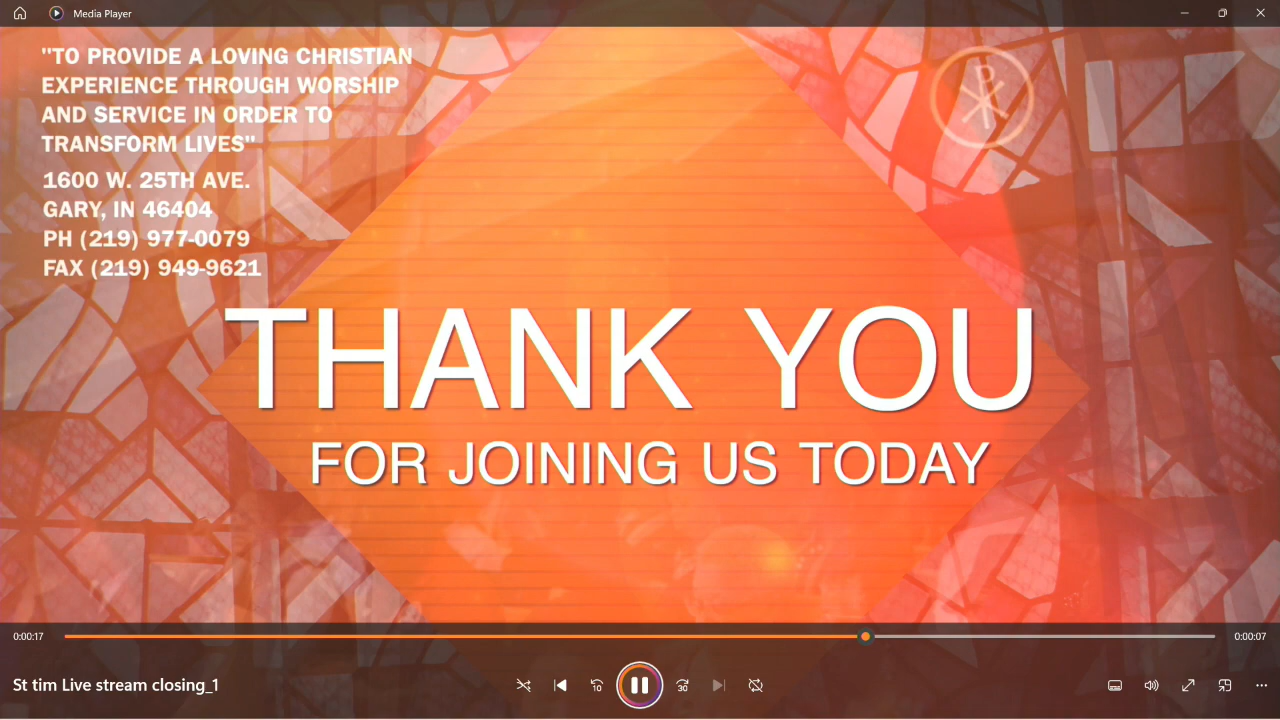 Media Player
"TO PROVIDE A LOVING CHRISTIAN
EXPERIENCE THROUGH WORSHIP
AND SERVICE IN ORDER TO
TRANSFORM LIVES"
1600 W. 25TH AVE.
GARY, IN 46404
PH (219) 977-0079
FAX (219) 949-9621
THANK YOU
FOR JOINING US TODAY
0:00:17
0:00:07
St tim Live stream closing_1
10
30